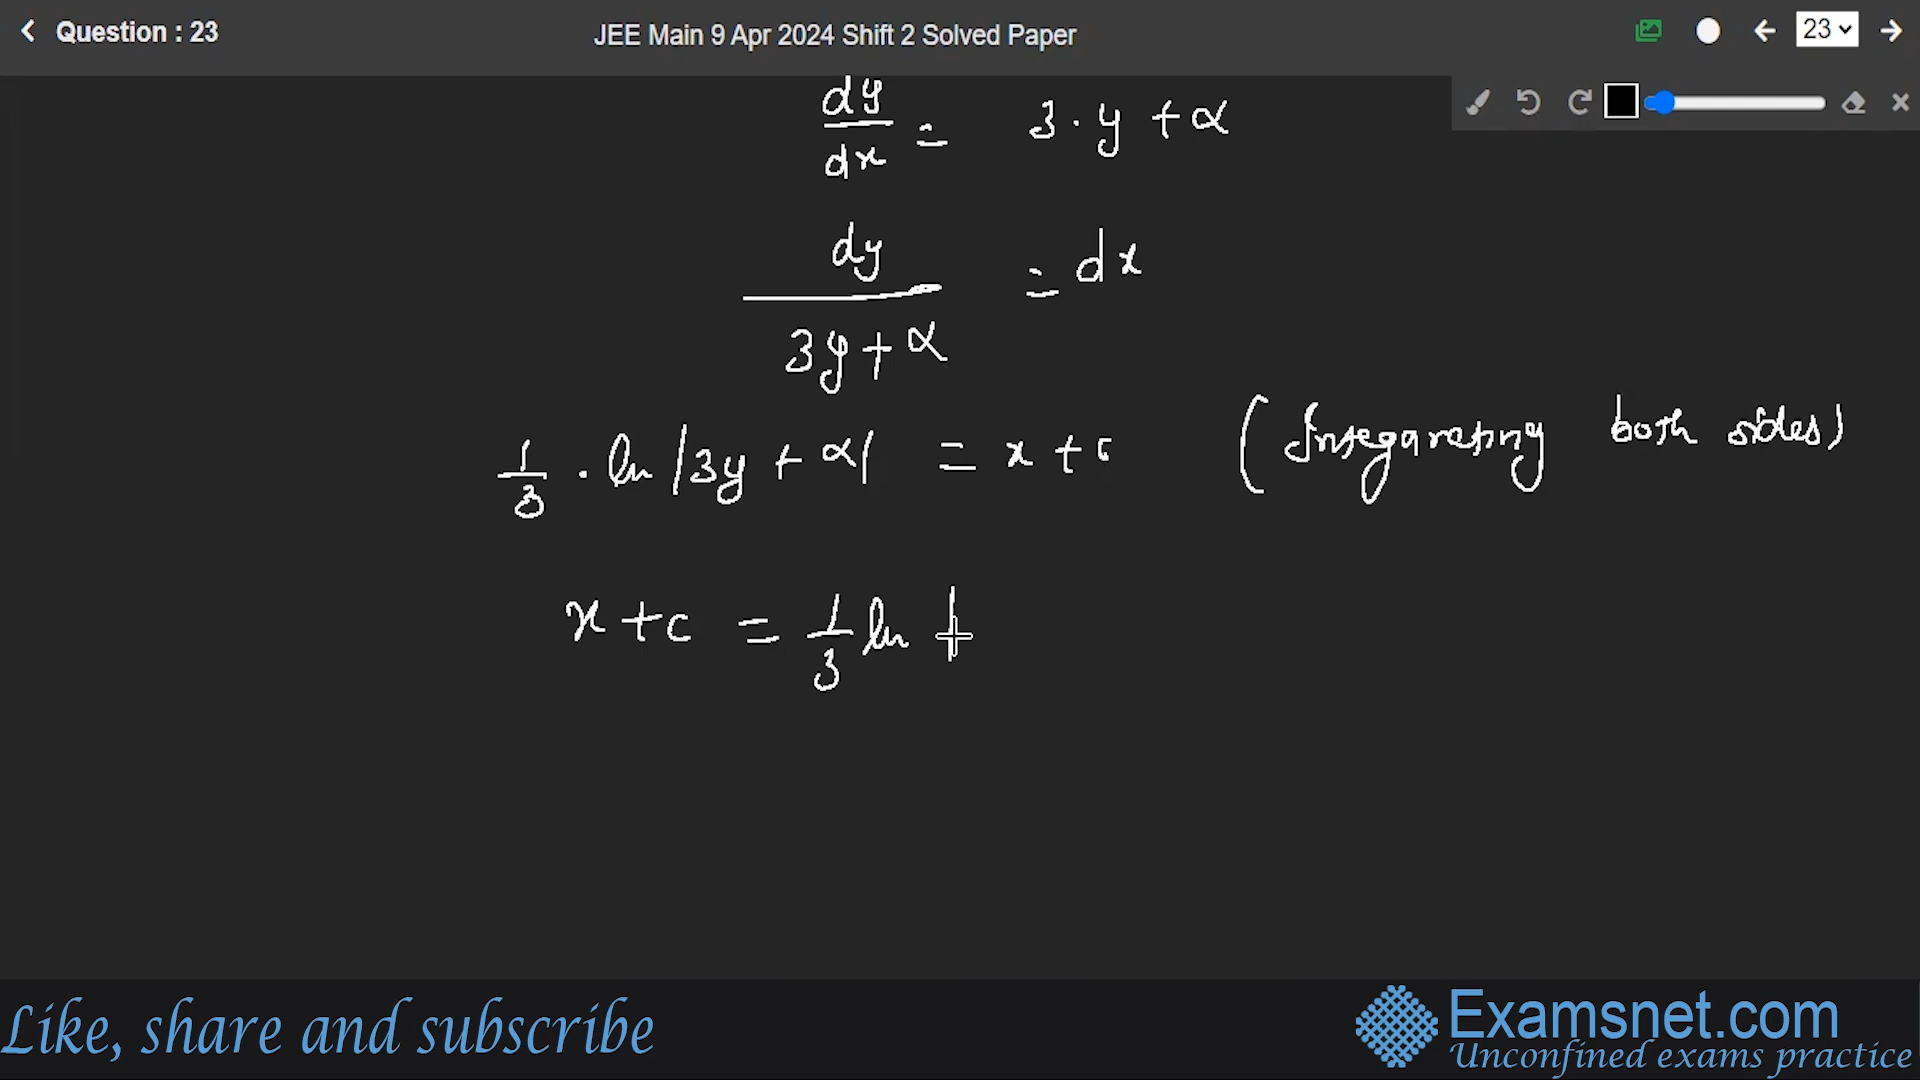 Question : 23
JEE Main 9 Apr 2024 Shift 2 Solved Paper
23
dy/dx = 3 · y + α
dy/(3y + α) = dx
1/3 · ln |3y + α| = x + c (Integarating both sides)
x + c = 1/3 ln |
Like, share and subscribe
Examsnet.com
Unconfined exams practice